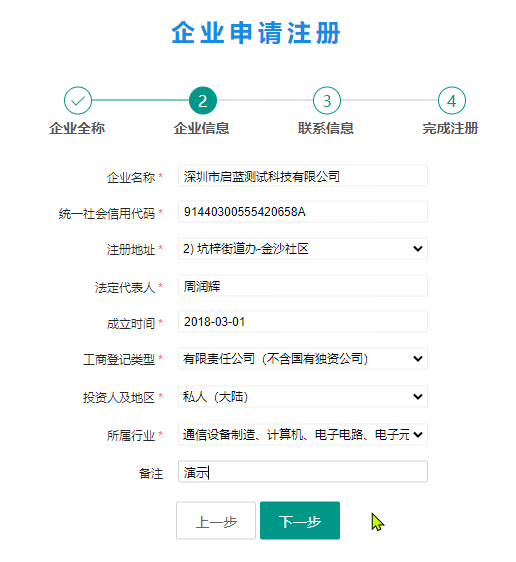 企业申请注册
2 3 4
企业全称 企业信息 联系信息 完成注册
企业名称 * 深圳市启蓝测试科技有限公司
统一社会信用代码 * 91440300555420658A
注册地址 * 2) 坑梓街道办-金沙社区
法定代表人 * 周润辉
成立时间 * 2018-03-01
工商登记类型 * 有限责任公司（不含国有独资公司）
投资人及地区 * 私人（大陆）
所属行业 * 通信设备制造、计算机、电子电路、电子元
备注 演示
上一步 下一步